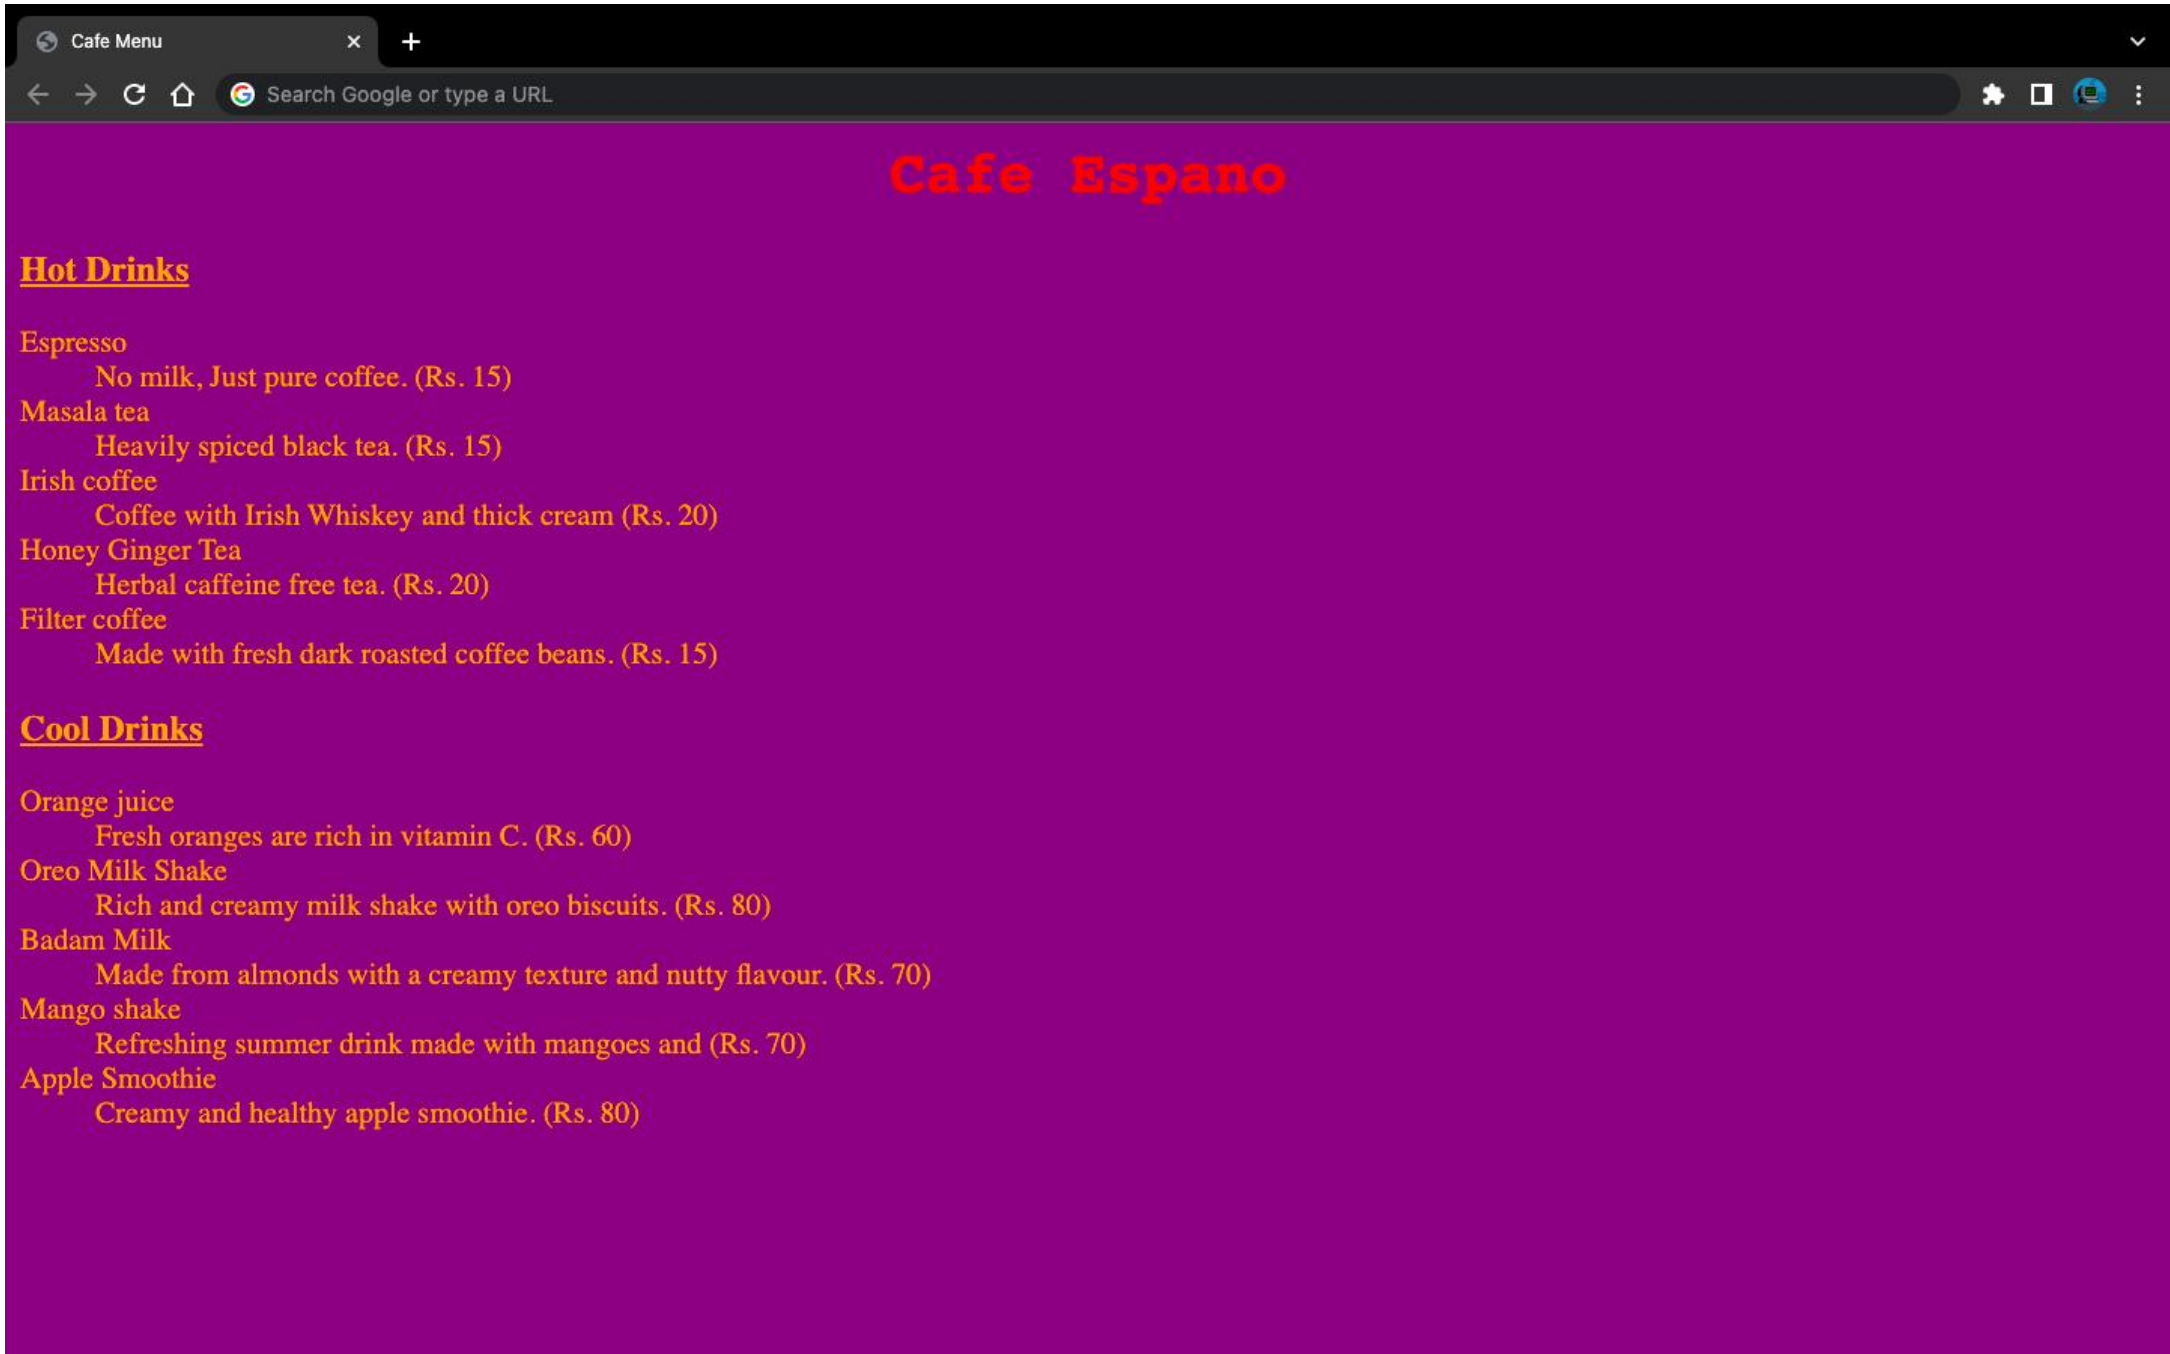 Cafe Menu
Search Google or type a URL
Cafe Espano
Hot Drinks
Espresso
No milk, Just pure coffee. (Rs. 15)
Masala tea
Heavily spiced black tea. (Rs. 15)
Irish coffee
Coffee with Irish Whiskey and thick cream (Rs. 20)
Honey Ginger Tea
Herbal caffeine free tea. (Rs. 20)
Filter coffee
Made with fresh dark roasted coffee beans. (Rs. 15)
Cool Drinks
Orange juice
Fresh oranges are rich in vitamin C. (Rs. 60)
Oreo Milk Shake
Rich and creamy milk shake with oreo biscuits. (Rs. 80)
Badam Milk
Made from almonds with a creamy texture and nutty flavour. (Rs. 70)
Mango shake
Refreshing summer drink made with mangoes and (Rs. 70)
Apple Smoothie
Creamy and healthy apple smoothie. (Rs. 80)